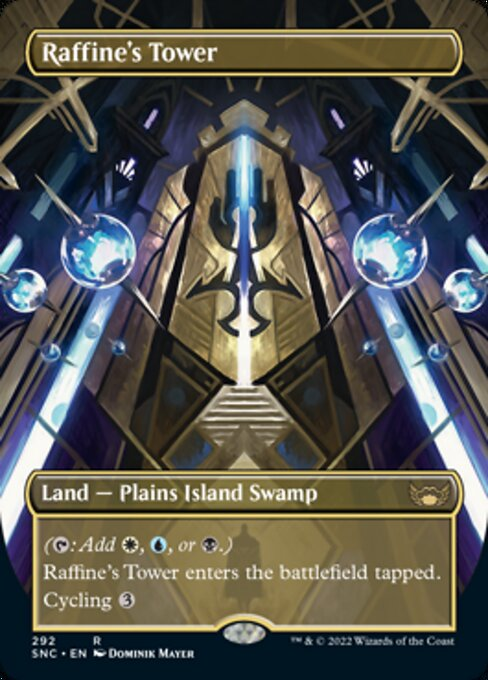 Raffine's Tower
Land — Plains Island Swamp
(: Add , , or .)
Raffine's Tower enters the battlefield tapped.
Cycling 3
292 R
SNC • EN Dominik Mayer
™ & © 2022 Wizards of the Coast